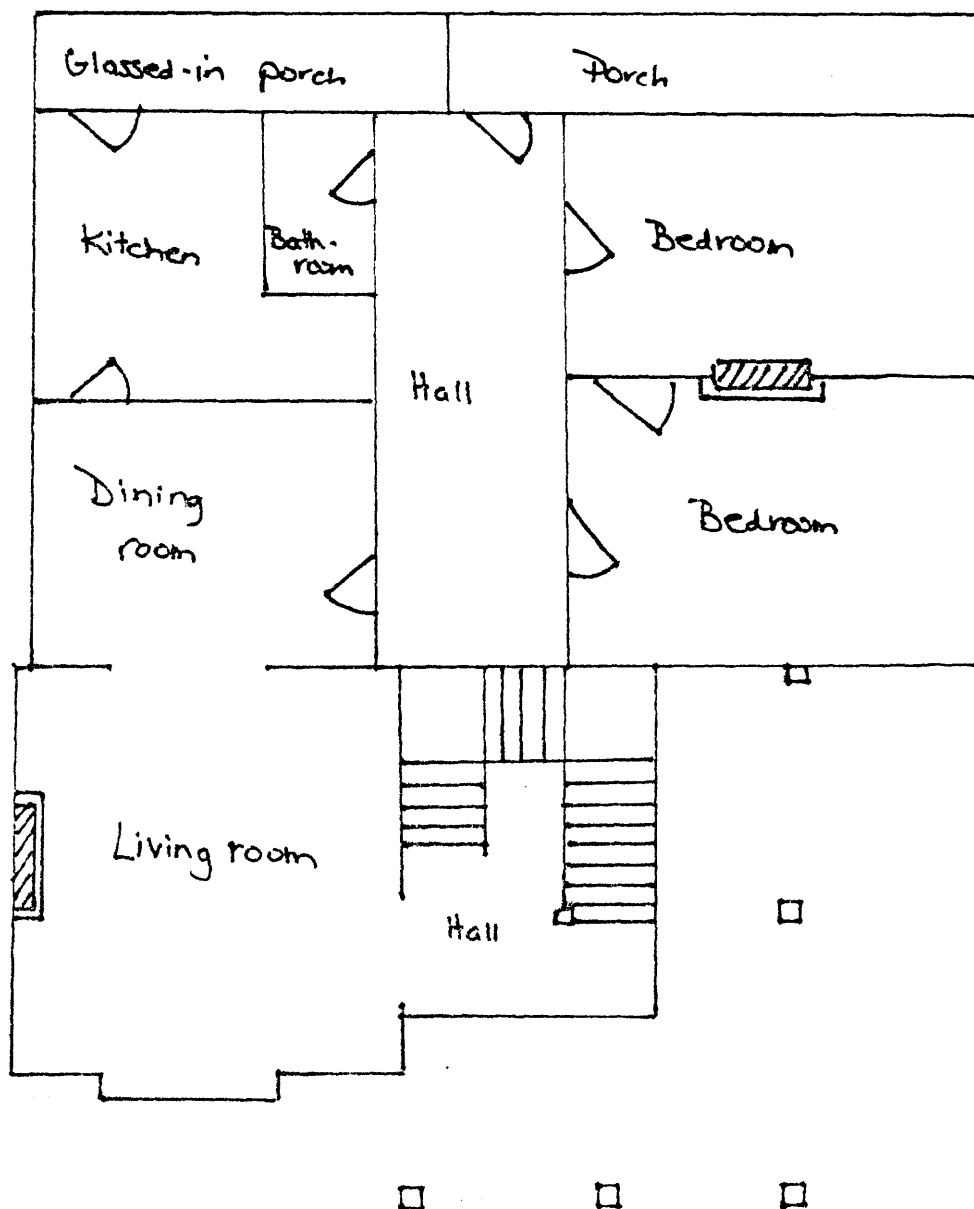 Glassed-in porch
Porch
Kitchen
Bath-
room
Bedroom
Hall
Dining
room
Bedroom
Living room
Hall